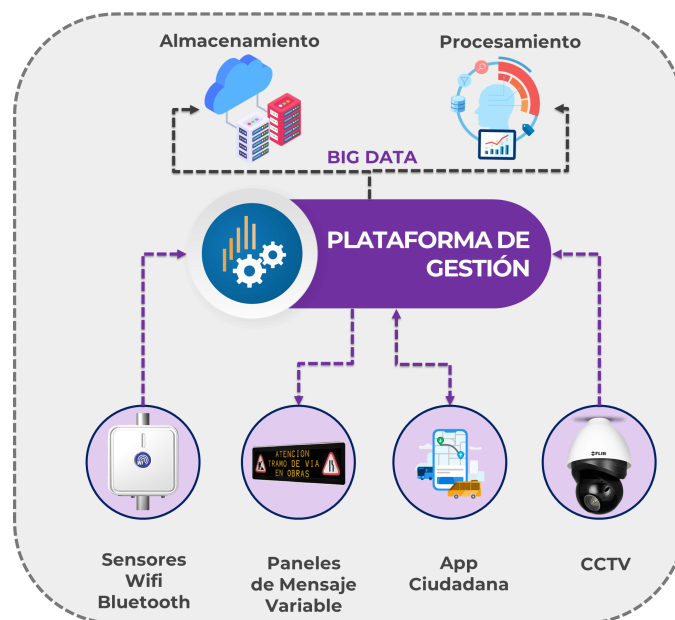 Almacenamiento
Procesamiento
BIG DATA
PLATAFORMA DE
GESTIÓN
ATENCION
TRAMO DE VIA
EN OBRAS
FLIR
Sensores
Wifi
Bluetooth
Paneles
de Mensaje
Variable
App
Ciudadana
CCTV